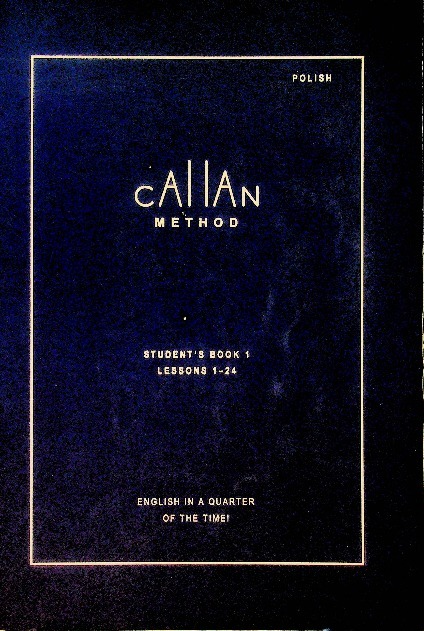 POLISH
CALLAN
METHOD
STUDENT'S BOOK 1
LESSONS 1-24
ENGLISH IN A QUARTER
OF THE TIME!